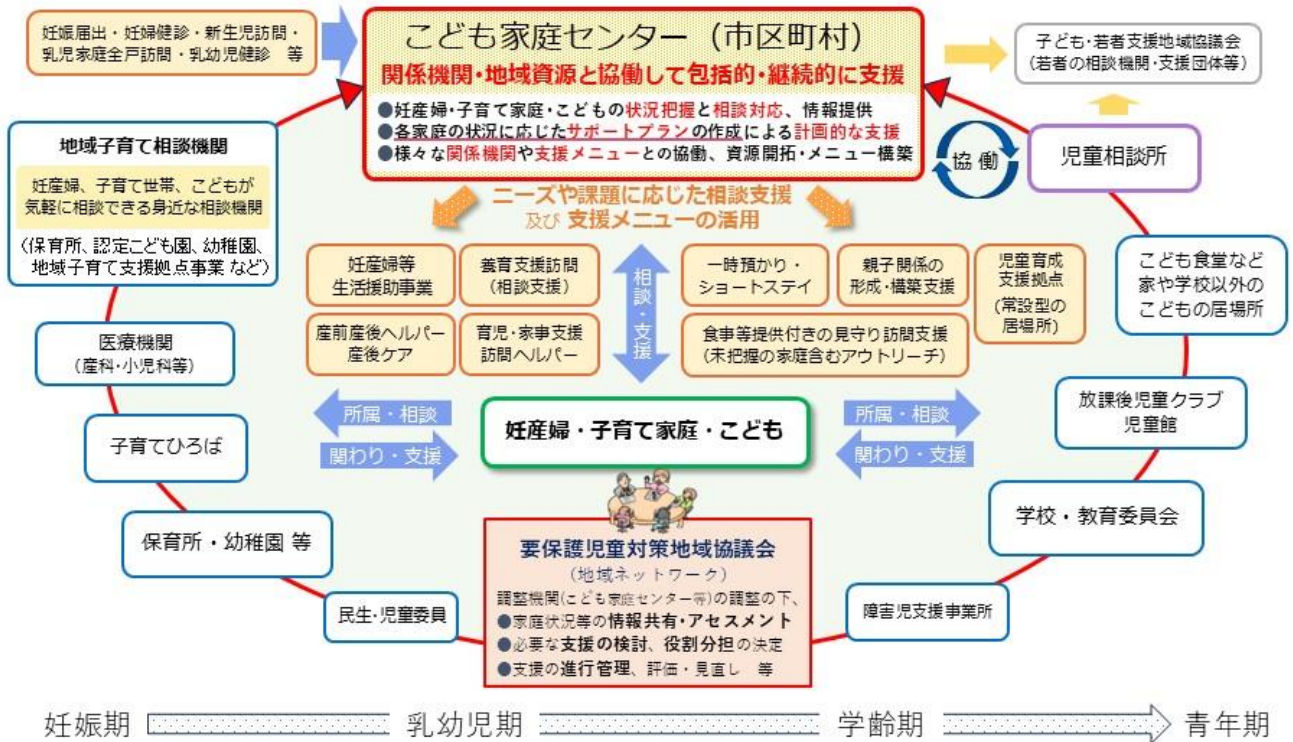 妊娠届出・妊婦健診・新生児訪問・
乳児家庭全戸訪問・乳幼児健診　等
こども家庭センター（市区町村）
関係機関・地域資源と協働して包括的・継続的に支援
●妊産婦・子育て家庭・こどもの状況把握と相談対応、情報提供
●各家庭の状況に応じたサポートプランの作成による計画的な支援
●様々な関係機関や支援メニューとの協働、資源開拓・メニュー構築
子ども・若者支援地域協議会
（若者の相談機関・支援団体等）
地域子育て相談機関
妊産婦、子育て世帯、こどもが
気軽に相談できる身近な相談機関
（保育所、認定こども園、幼稚園、
地域子育て支援拠点事業 など）
協働
児童相談所
ニーズや課題に応じた相談支援
及び 支援メニューの活用
妊産婦等
生活援助事業
養育支援訪問
（相談支援）
産前産後ヘルパー
産後ケア
育児・家事支援
訪問ヘルパー
相談・支援
一時預かり・
ショートステイ
親子関係の
形成・構築支援
児童育成
支援拠点
（常設型の
居場所）
食事等提供付きの見守り訪問支援
（未把握の家庭含むアウトリーチ）
こども食堂など
家や学校以外の
こどもの居場所
医療機関
（産科・小児科等）
所属・相談
関わり・支援
妊産婦・子育て家庭・こども
所属・相談
関わり・支援
放課後児童クラブ
児童館
子育てひろば
保育所・幼稚園 等
学校・教育委員会
要保護児童対策地域協議会
（地域ネットワーク）
調整機関（こども家庭センター等）の調整の下、
●家庭状況等の情報共有・アセスメント
●必要な支援の検討、役割分担の決定
●支援の進行管理、評価・見直し　等
民生・児童委員
障害児支援事業所
妊娠期
乳幼児期
学齢期
青年期